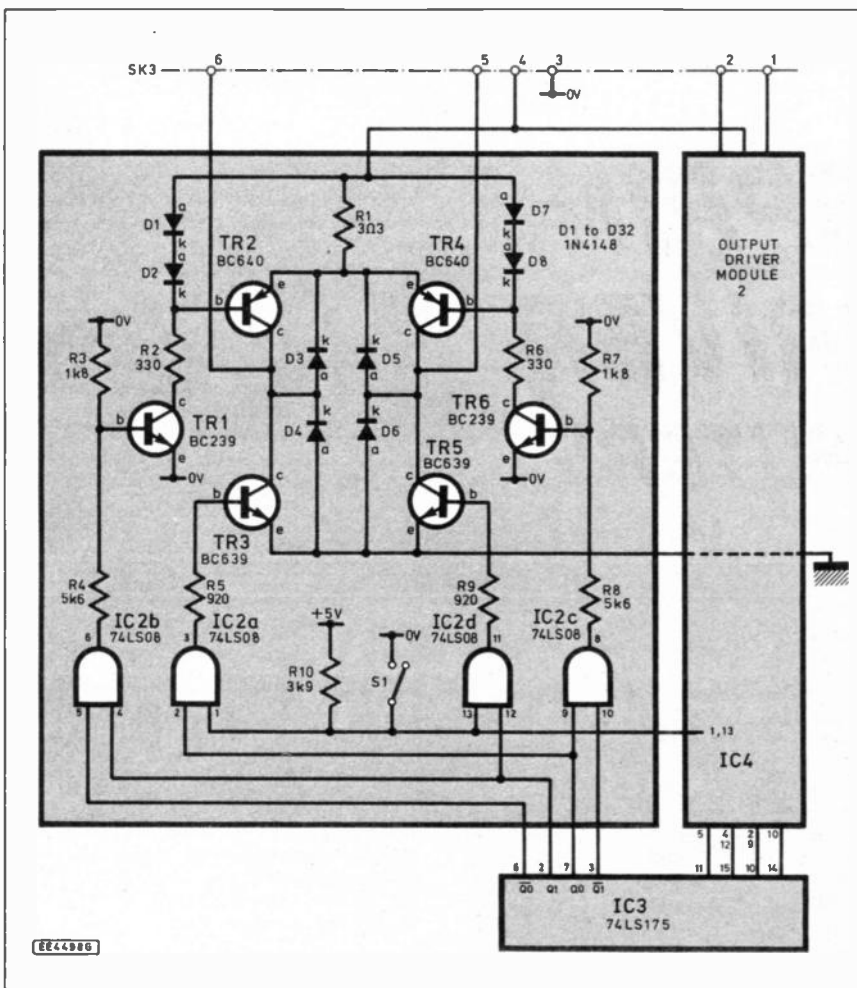 SK3
6
5
4
3
2
1
0V
D1
a
k
D2
a
k
TR2
BC640
b
e
c
R1
3Ω3
TR4
BC640
e
b
c
a
D7
k
a
D8
k
D1 to D32
1N4148
OUTPUT
DRIVER
MODULE
2
0V
R3
1k8
R2
330
k
D3
a
k
D5
a
R6
330
0V
R7
1k8
c
b
TR1
BC239
e
0V
k
D4
a
k
D6
a
TR6
BC239
c
b
e
0V
b
c
e
TR3
BC639
TR5
BC639
c
b
e
R4
5k6
R5
920
R9
920
R8
5k6
IC2b
74LS08
6
5
4
IC2a
74LS08
3
2
1
+5V
R10
3k9
0V
S1
IC2d
74LS08
11
13
12
IC2c
74LS08
8
9
10
1,13
IC4
5
4
12
2
9
10
6
2
7
3
11
15
10
14
Q0
Q1
Q0
Q1
IC3
74LS175
EE4498G